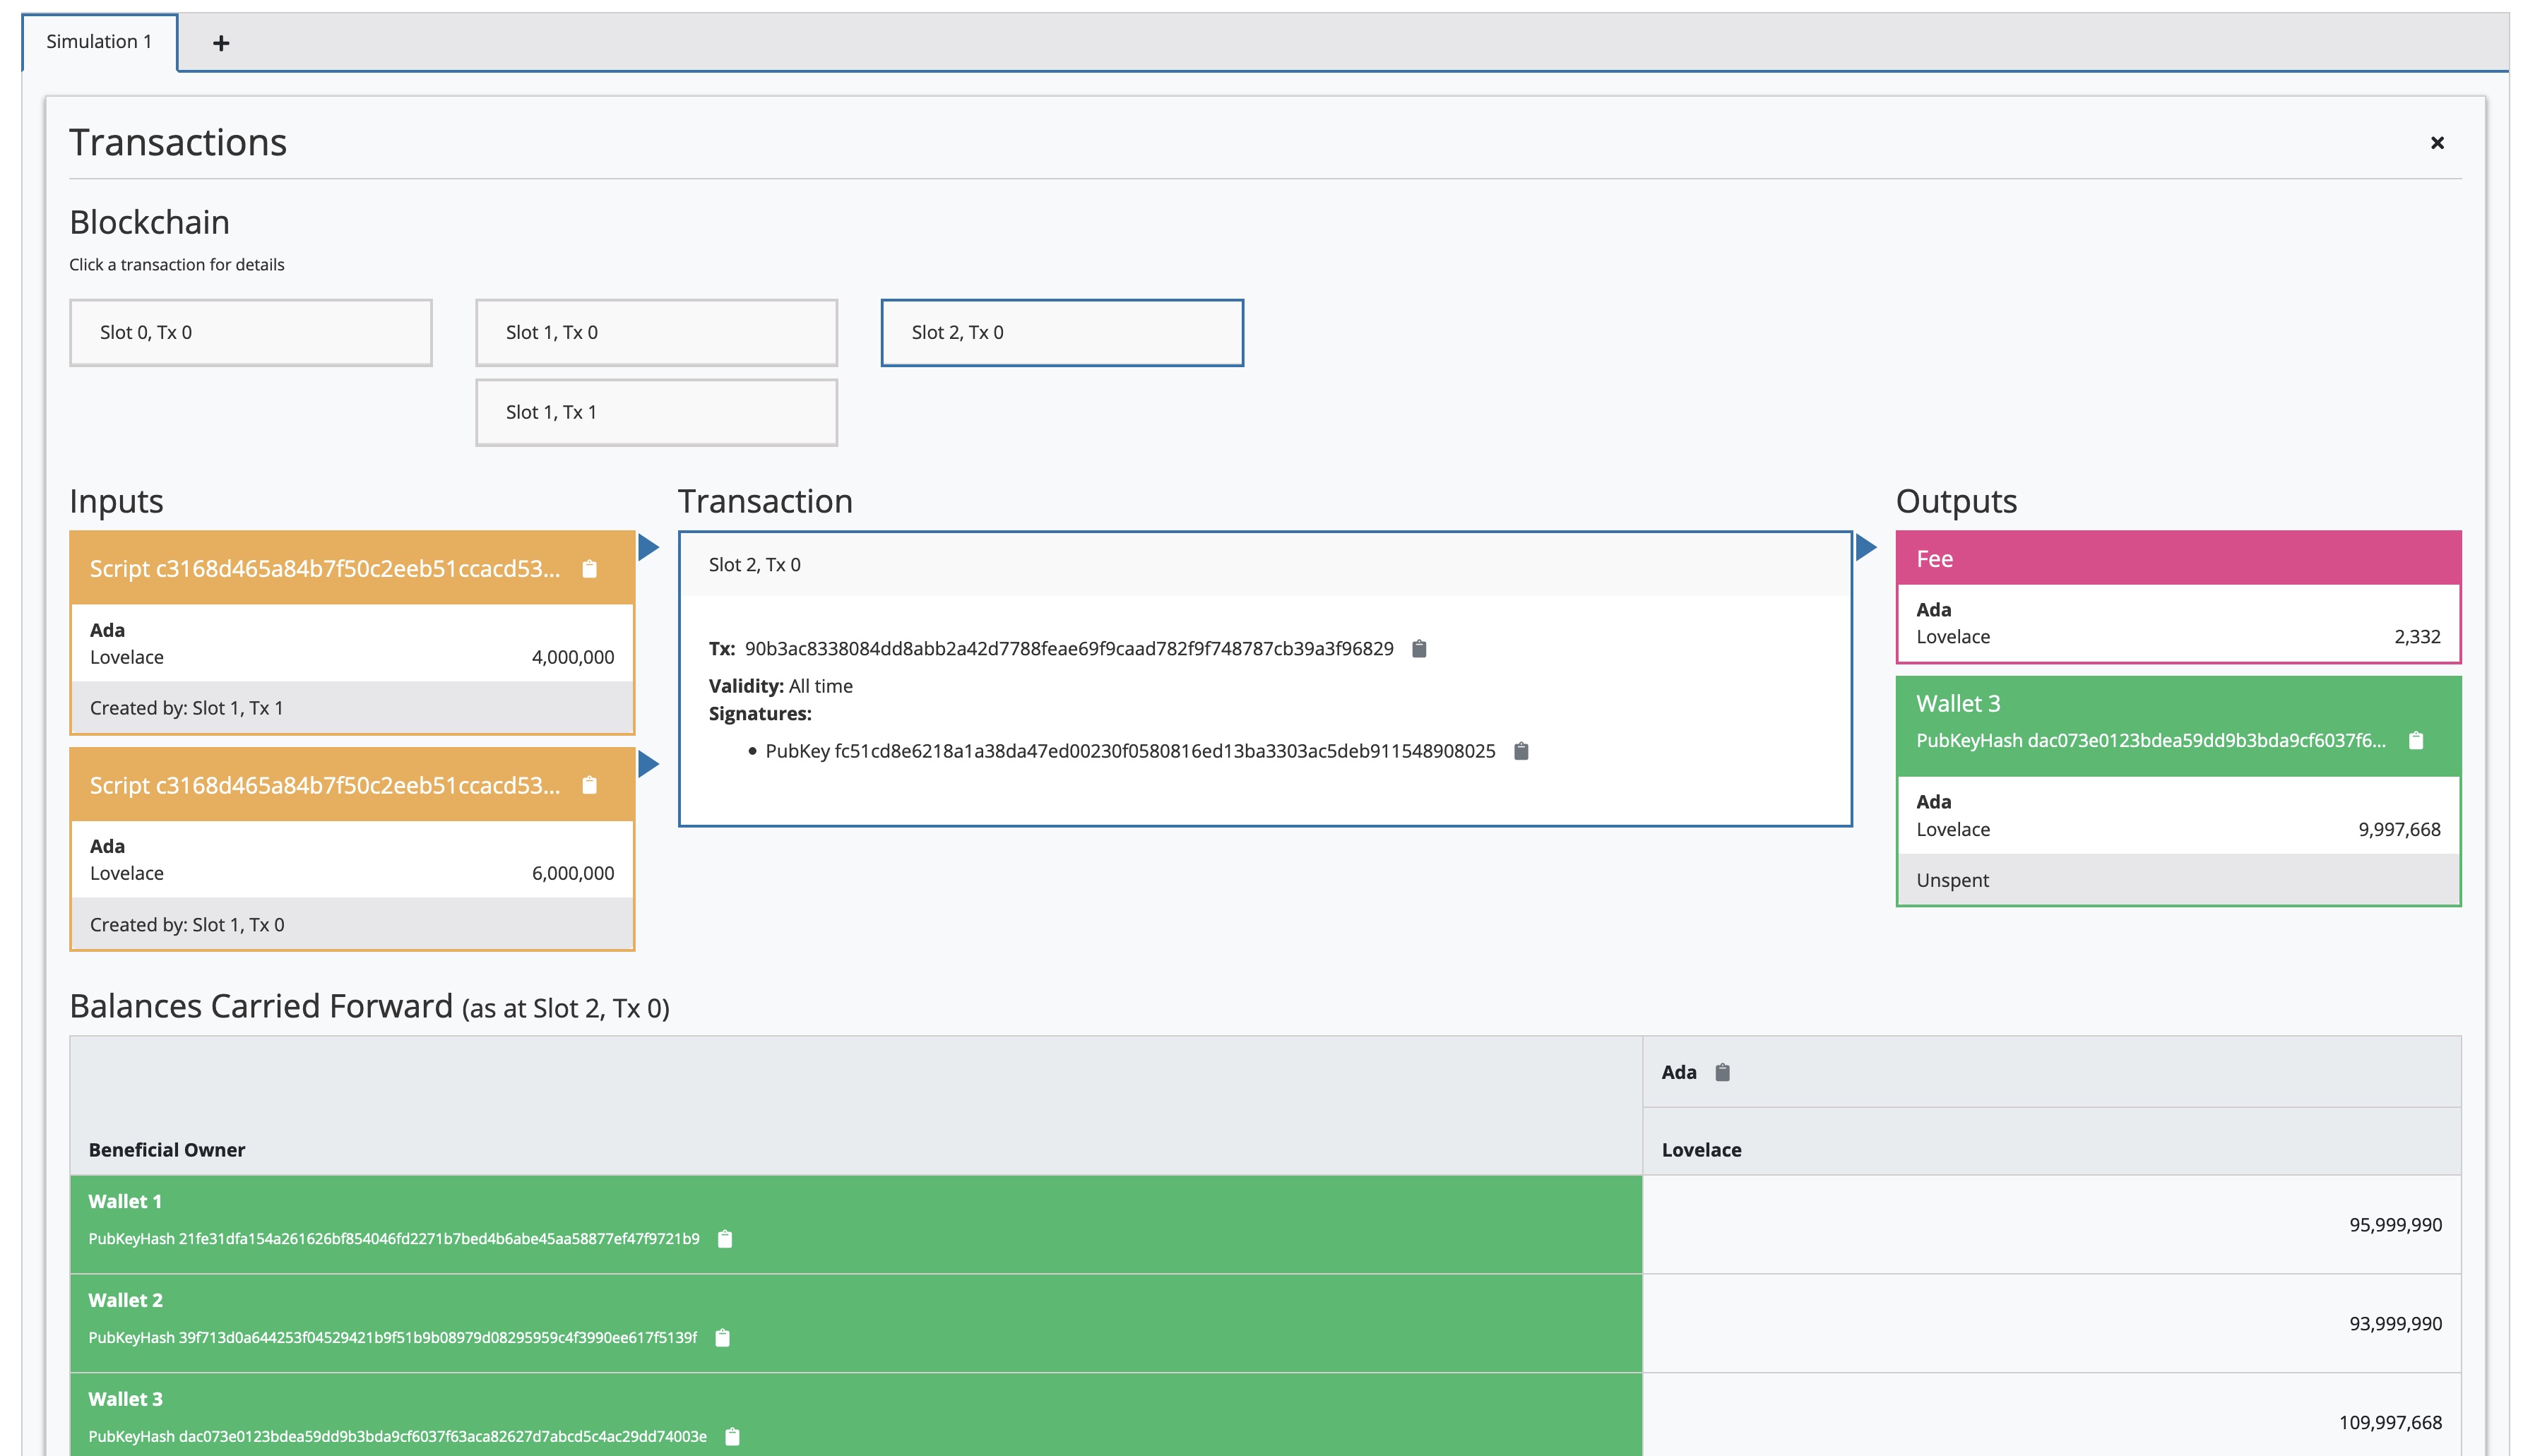 Simulation 1
+
Transactions
Blockchain
Click a transaction for details
Slot 0, Tx 0
Slot 1, Tx 0
Slot 2, Tx 0
Slot 1, Tx 1
Inputs
Script c3168d465a84b7f50c2eeb51ccacd53...
Ada
Lovelace 4,000,000
Created by: Slot 1, Tx 1
Script c3168d465a84b7f50c2eeb51ccacd53...
Ada
Lovelace 6,000,000
Created by: Slot 1, Tx 0
Transaction
Slot 2, Tx 0
Tx: 90b3ac8338084dd8abb2a42d7788feae69f9caad782f9f748787cb39a3f96829
Validity: All time
Signatures:
• PubKey fc51cd8e6218a1a38da47ed00230f0580816ed13ba3303ac5deb911548908025
Outputs
Fee
Ada
Lovelace 2,332
Wallet 3
PubKeyHash dac073e0123bdea59dd9b3bda9cf6037f6...
Ada
Lovelace 9,997,668
Unspent
Balances Carried Forward (as at Slot 2, Tx 0)
Ada
Beneficial Owner Lovelace
Wallet 1
PubKeyHash 21fe31dfa154a261626bf854046fd2271b7bed4b6abe45aa58877ef47f9721b9
95,999,990
Wallet 2
PubKeyHash 39f713d0a644253f04529421b9f51b9b08979d08295959c4f3990ee617f5139f
93,999,990
Wallet 3
PubKeyHash dac073e0123bdea59dd9b3bda9cf6037f63aca82627d7abcd5c4ac29dd74003e
109,997,668